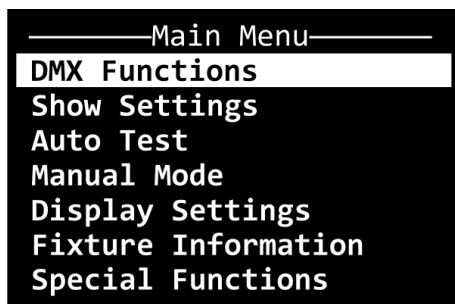 Main Menu
DMX Functions
Show Settings
Auto Test
Manual Mode
Display Settings
Fixture Information
Special Functions